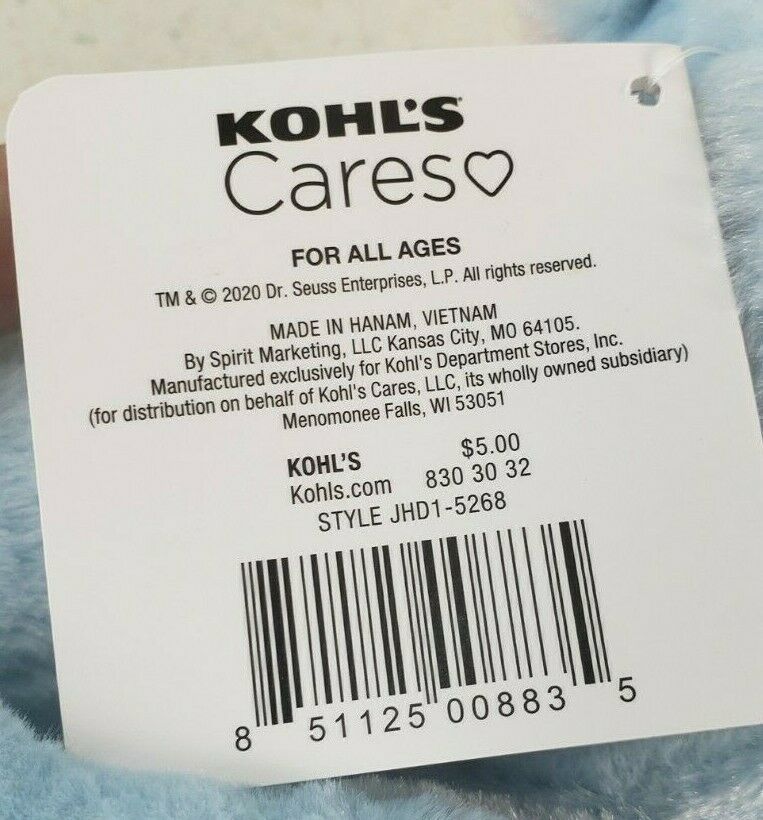 KOHL'S
Cares
FOR ALL AGES
TM & © 2020 Dr. Seuss Enterprises, L.P. All rights reserved.
MADE IN HANAM, VIETNAM
By Spirit Marketing, LLC Kansas City, MO 64105.
Manufactured exclusively for Kohl's Department Stores, Inc.
(for distribution on behalf of Kohl's Cares, LLC, its wholly owned subsidiary)
Menomonee Falls, WI 53051
KOHL'S $5.00
Kohls.com 830 30 32
STYLE JHD1-5268
8 51125 00883 5